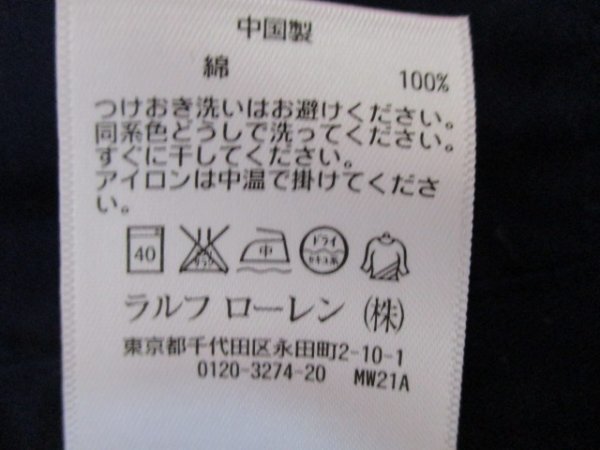 中国製
綿 100%
つけおき洗いはお避けください。
同系色どうしで洗ってください。
すぐに干してください。
アイロンは中温で掛けてくださ
い。
40 中 ドライ セキユ系
ラルフ ローレン (株)
東京都千代田区永田町2-10-1
0120-3274-20 MW21A